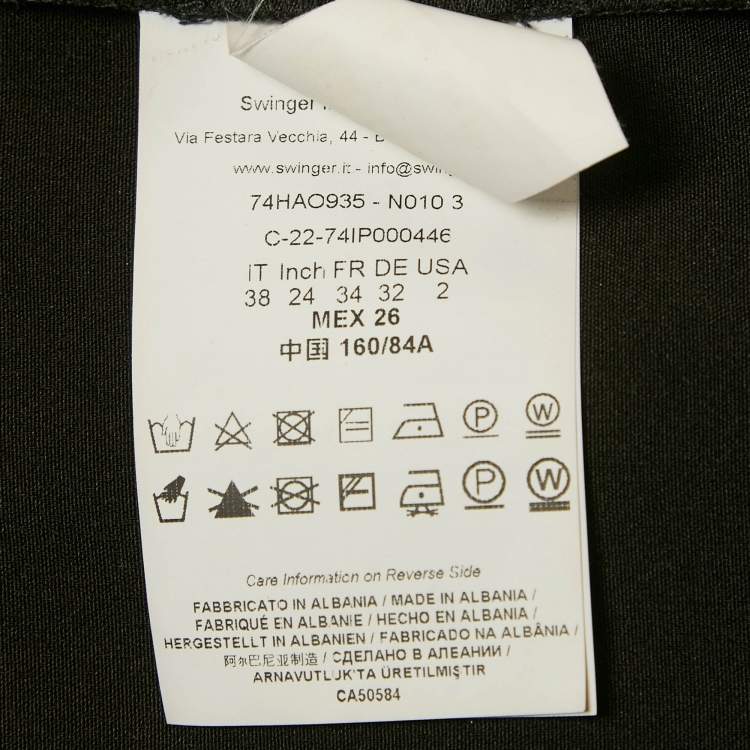 Swinger
Via Festara Vecchia, 44 -
www.swinger.it - info@swing
74HAO935 - N010 3
C-22-74IP000446
IT Inch FR DE USA
38 24 34 32 2
MEX 26
中国 160/84A
P W
P W
Care Information on Reverse Side
FABBRICATO IN ALBANIA / MADE IN ALBANIA /
FABRIQUÉ EN ALBANIE / HECHO EN ALBANIA /
HERGESTELLT IN ALBANIEN / FABRICADO NA ALBÂNIA /
阿尔巴尼亚制造 / СДЕЛАНО В АЛБАНИИ /
ARNAVUTLUK'TA ÜRETILMIŞTIR
CA50584